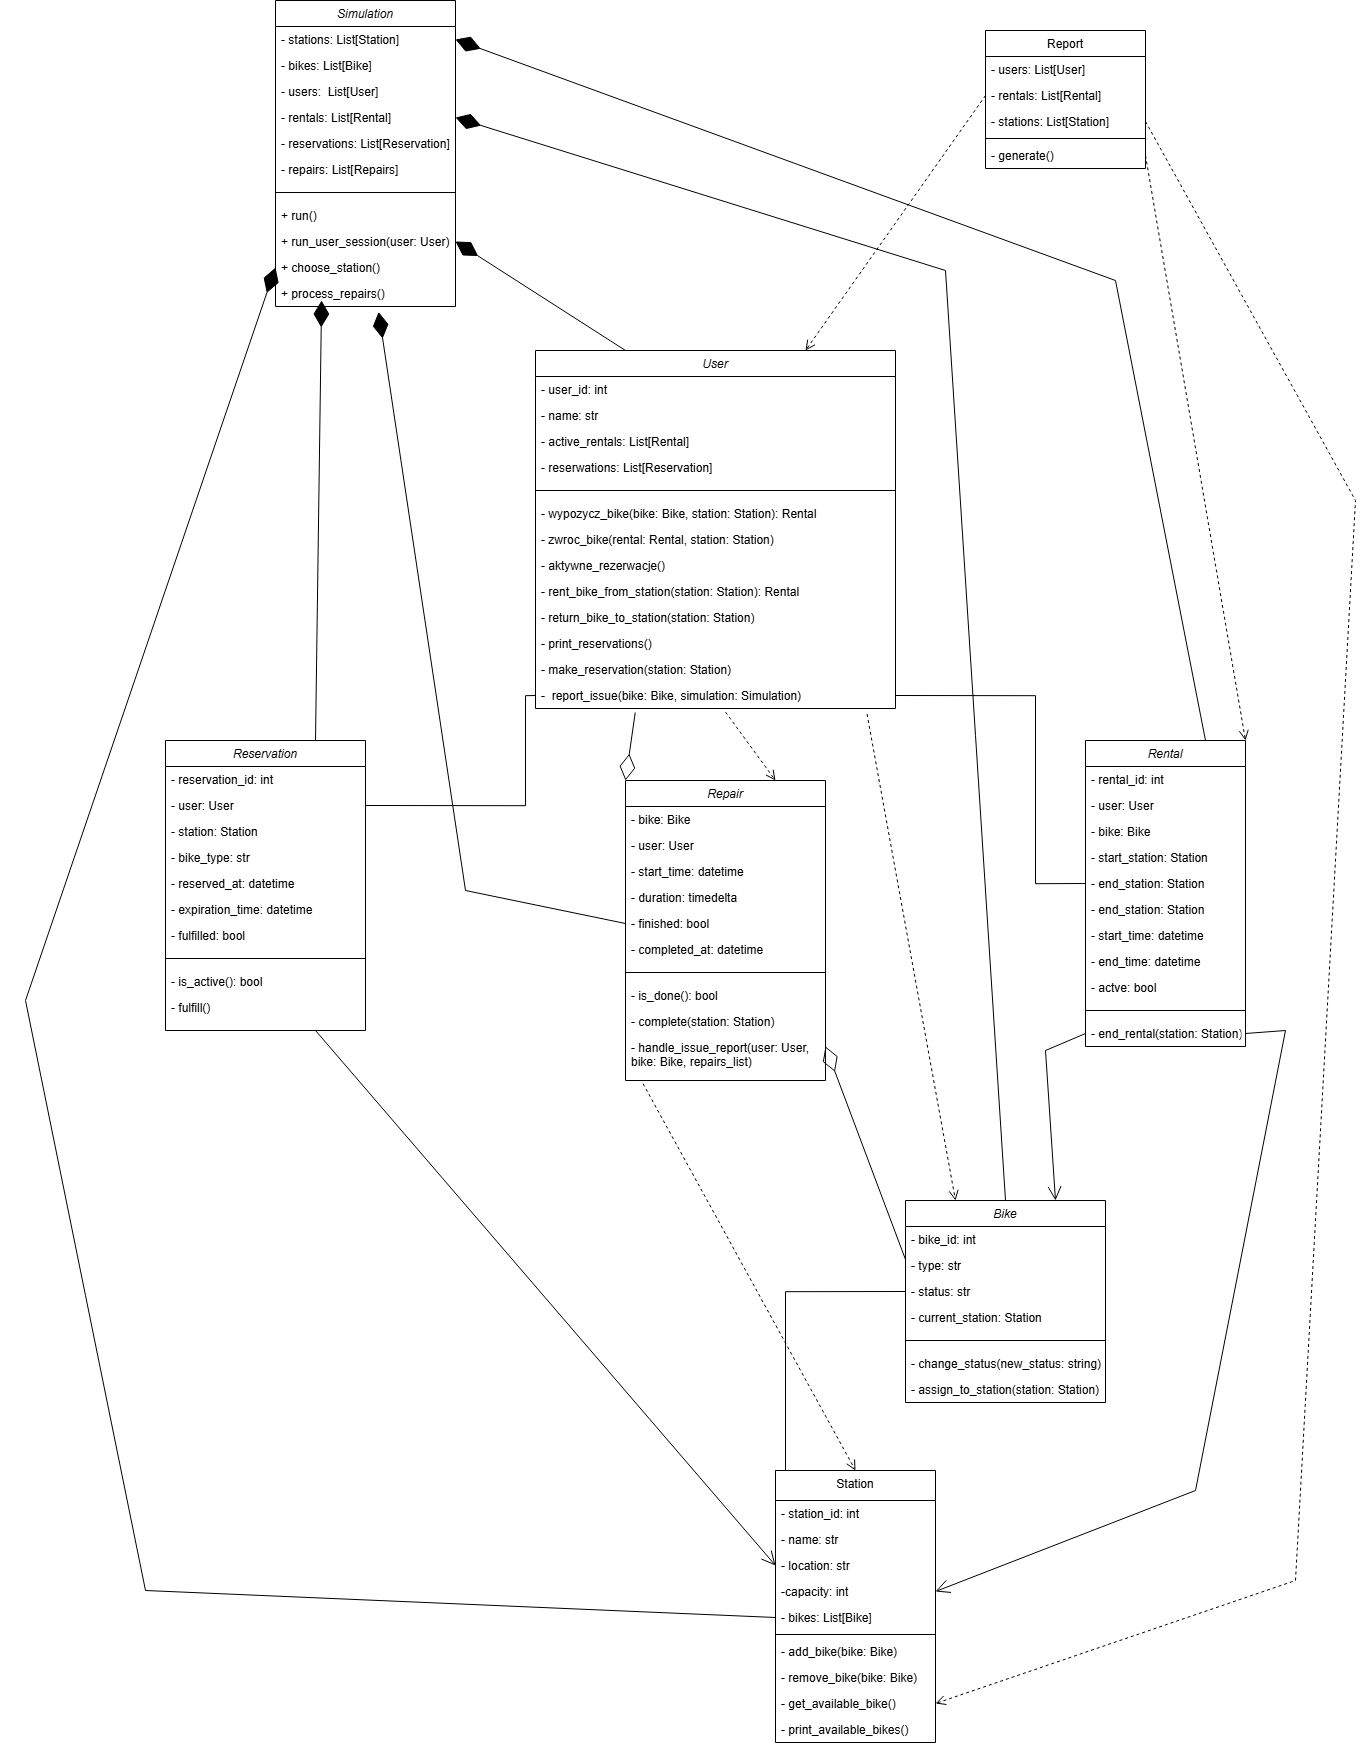 Simulation
- stations: List[Station]
- bikes: List[Bike]
- users:  List[User]
- rentals: List[Rental]
- reservations: List[Reservation]
- repairs: List[Repairs]
+ run()
+ run_user_session(user: User)
+ choose_station()
+ process_repairs()
Report
- users: List[User]
- rentals: List[Rental]
- stations: List[Station]
- generate()
User
- user_id: int
- name: str
- active_rentals: List[Rental]
- reserwations: List[Reservation]
- wypozycz_bike(bike: Bike, station: Station): Rental
- zwroc_bike(rental: Rental, station: Station)
- aktywne_rezerwacje()
- rent_bike_from_station(station: Station): Rental
- return_bike_to_station(station: Station)
- print_reservations()
- make_reservation(station: Station)
-  report_issue(bike: Bike, simulation: Simulation)
Reservation
- reservation_id: int
- user: User
- station: Station
- bike_type: str
- reserved_at: datetime
- expiration_time: datetime
- fulfilled: bool
- is_active(): bool
- fulfill()
Repair
- bike: Bike
- user: User
- start_time: datetime
- duration: timedelta
- finished: bool
- completed_at: datetime
- is_done(): bool
- complete(station: Station)
- handle_issue_report(user: User,
bike: Bike, repairs_list)
Rental
- rental_id: int
- user: User
- bike: Bike
- start_station: Station
- end_station: Station
- end_station: Station
- start_time: datetime
- end_time: datetime
- actve: bool
- end_rental(station: Station)
Bike
- bike_id: int
- type: str
- status: str
- current_station: Station
- change_status(new_status: string)
- assign_to_station(station: Station)
Station
- station_id: int
- name: str
- location: str
-capacity: int
- bikes: List[Bike]
- add_bike(bike: Bike)
- remove_bike(bike: Bike)
- get_available_bike()
- print_available_bikes()